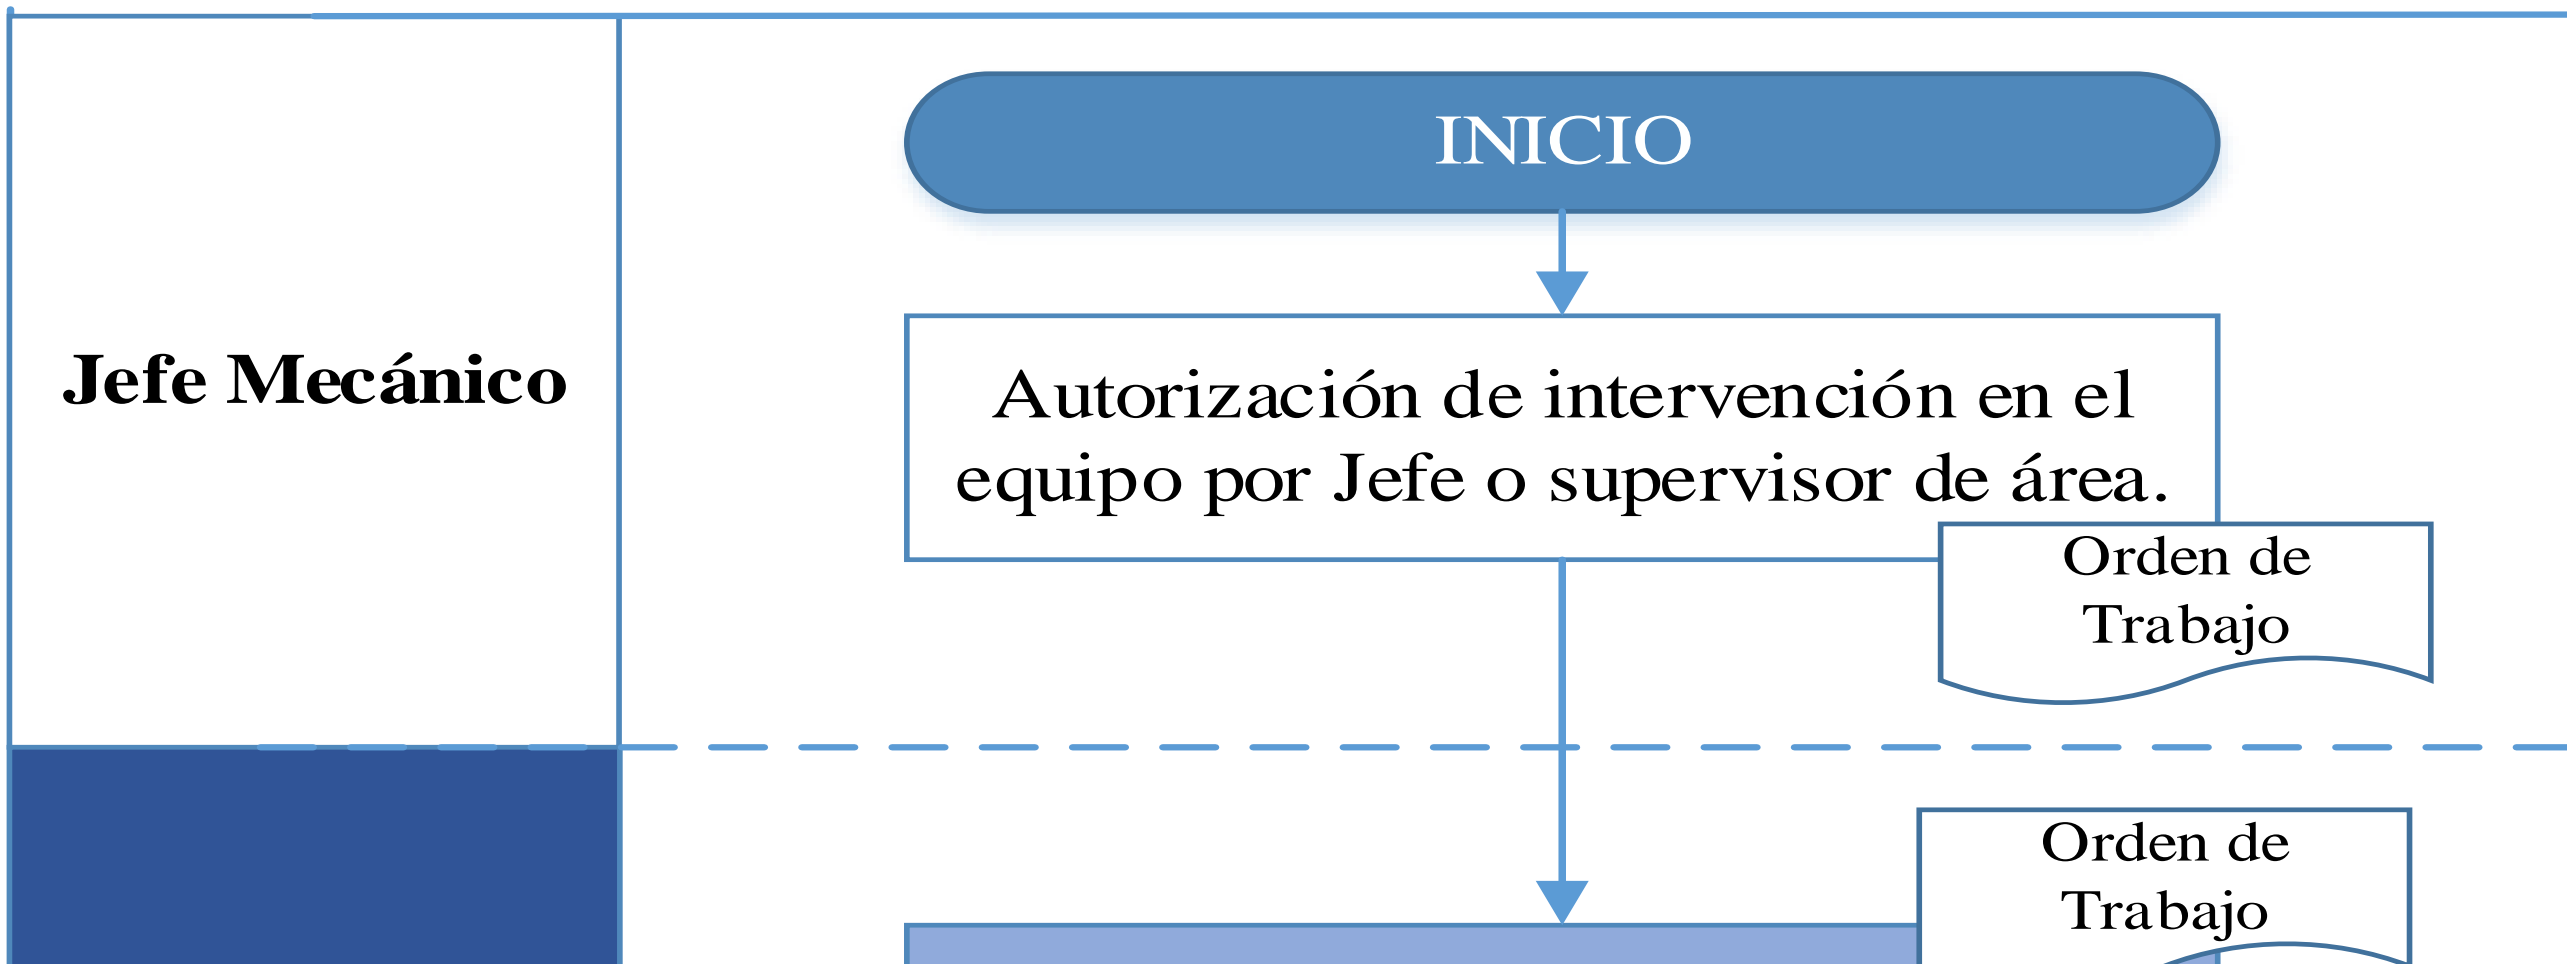 INICIO
Jefe Mecánico
Autorización de intervención en el
equipo por Jefe o supervisor de área.
Orden de
Trabajo
Orden de
Trabajo